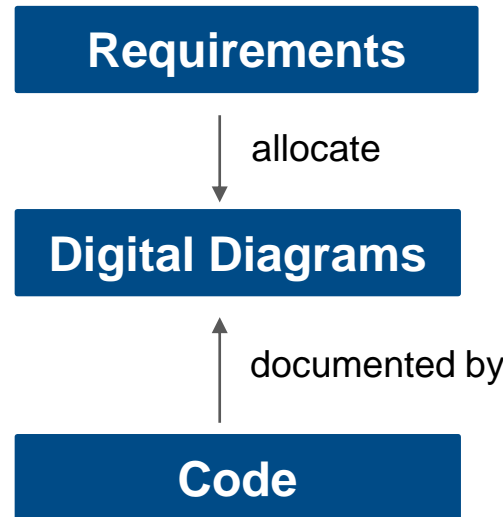 Requirements
allocate
Digital Diagrams
documented by
Code